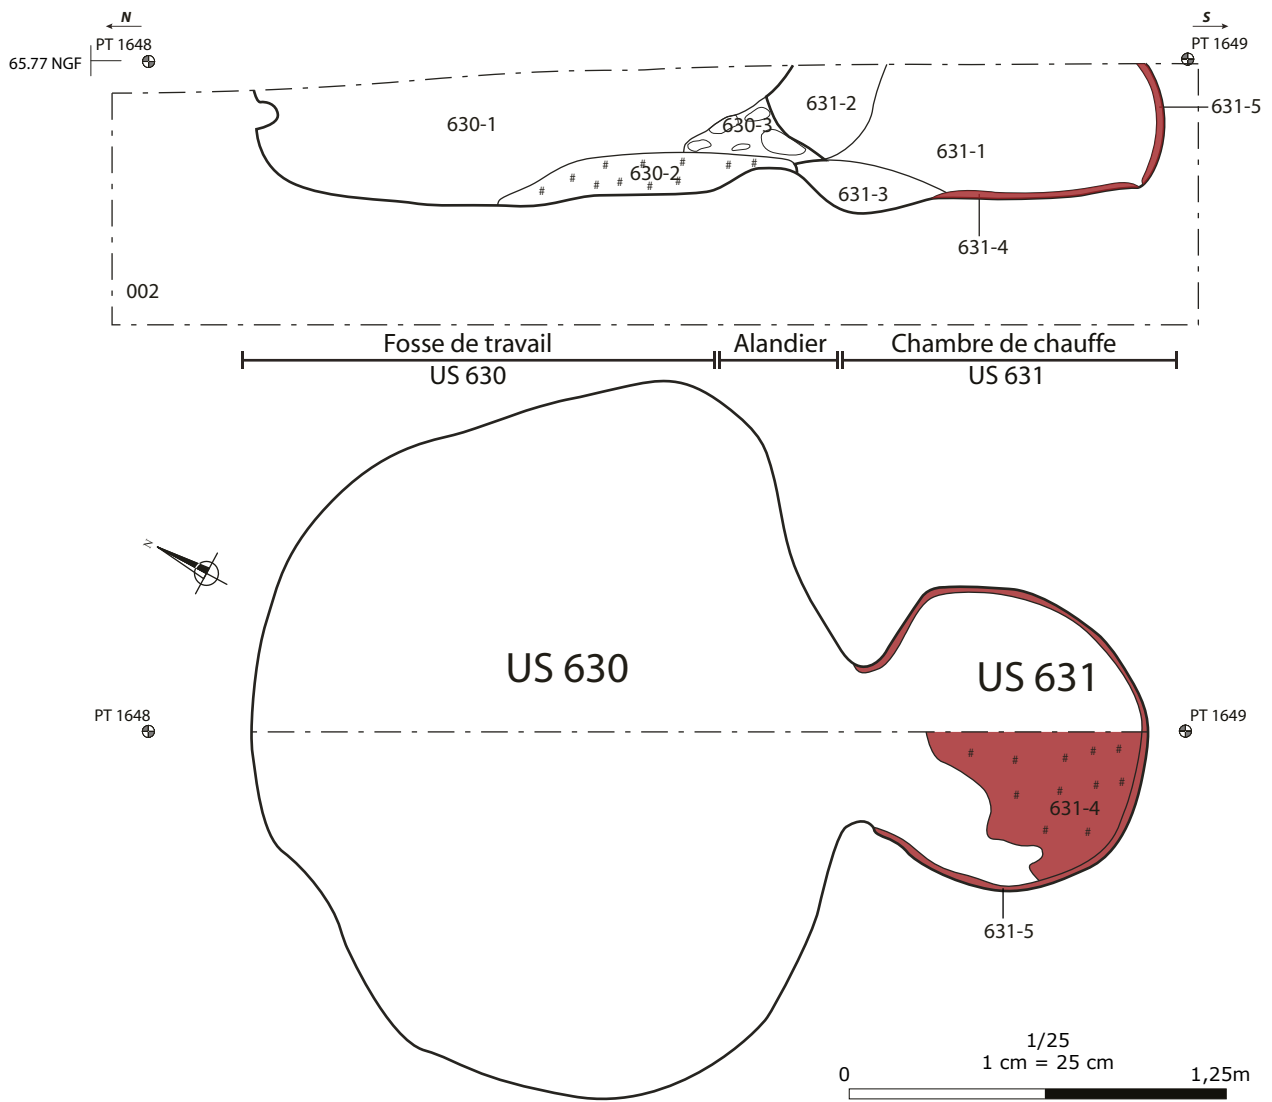 N
S
PT 1648
PT 1649
65.77 NGF
631-2
631-5
630-1
630-3
631-1
630-2
631-3
631-4
002
Fosse de travail
Alandier
Chambre de chauffe
US 630
US 631
N
US 630
US 631
PT 1648
PT 1649
631-4
631-5
1/25
1 cm = 25 cm
0
1,25m